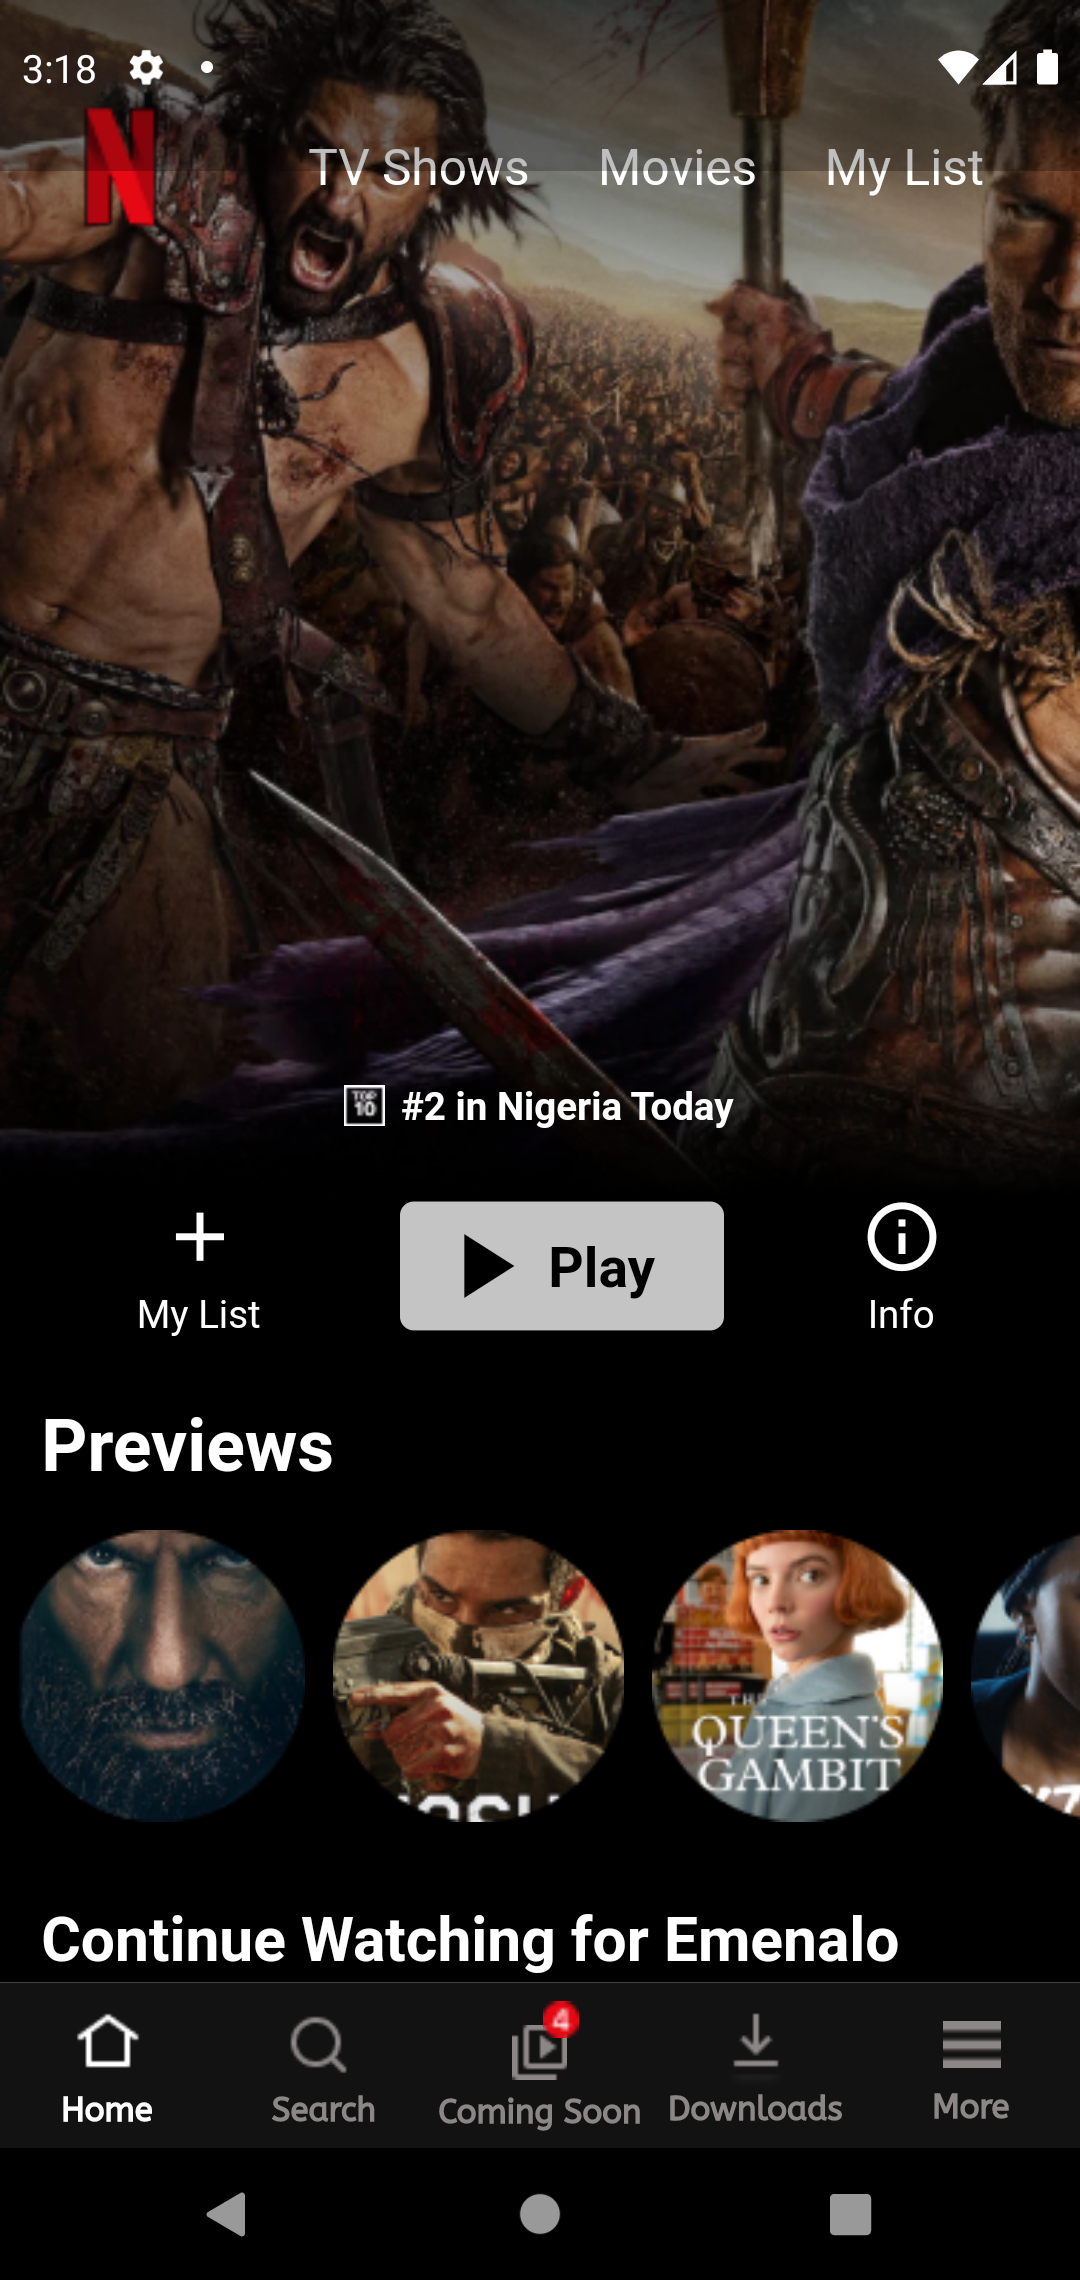 3:18
N
TV Shows Movies My List
TOP 10 #2 in Nigeria Today
My List
Play
Info
Previews
THE
QUEEN'S
GAMBIT
Continue Watching for Emenalo
4
Home
Search
Coming Soon
Downloads
More